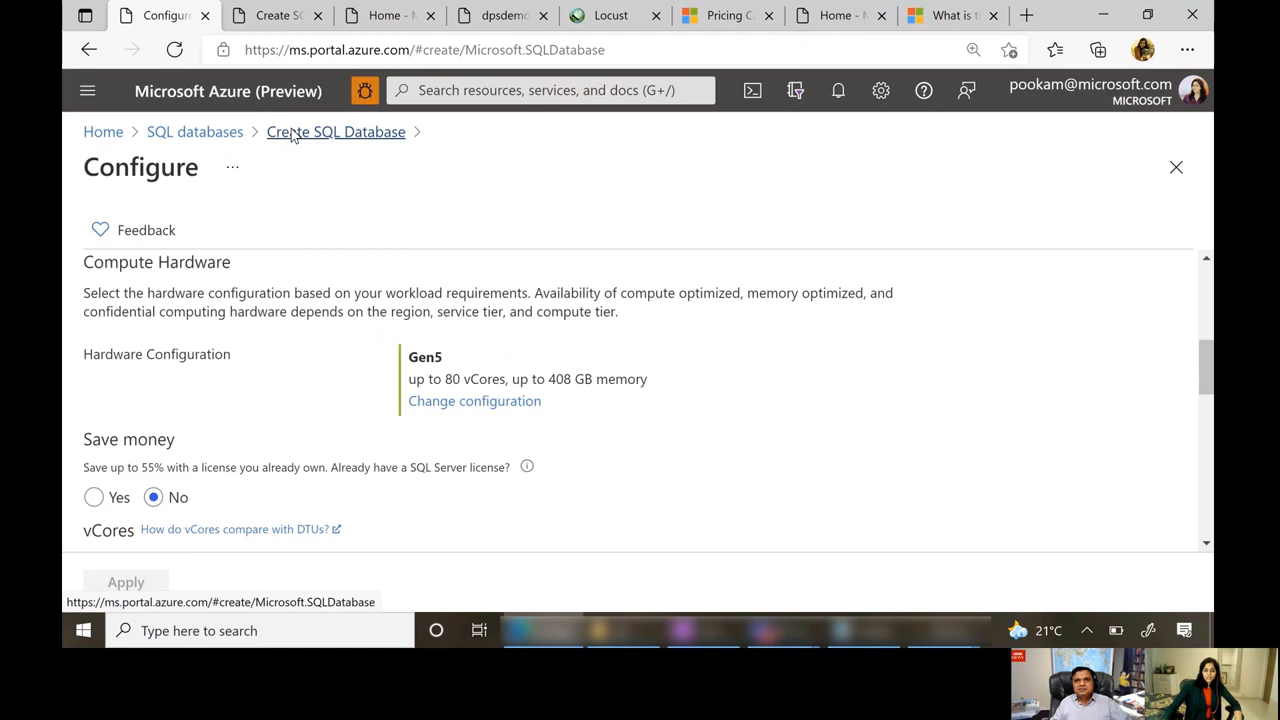 Configure
Create SC
Home - M
dpsdemo
Locust
Pricing C
Home - M
What is t
https://ms.portal.azure.com/#create/Microsoft.SQLDatabase
Microsoft Azure (Preview)
Search resources, services, and docs (G+/)
pookam@microsoft.com
MICROSOFT
Home > SQL databases > Create SQL Database >
Configure ...
Feedback
Compute Hardware
Select the hardware configuration based on your workload requirements. Availability of compute optimized, memory optimized, and
confidential computing hardware depends on the region, service tier, and compute tier.
Hardware Configuration
Gen5
up to 80 vCores, up to 408 GB memory
Change configuration
Save money
Save up to 55% with a license you already own. Already have a SQL Server license?
Yes
No
vCores How do vCores compare with DTUs?
Apply
https://ms.portal.azure.com/#create/Microsoft.SQLDatabase
Type here to search
21°C